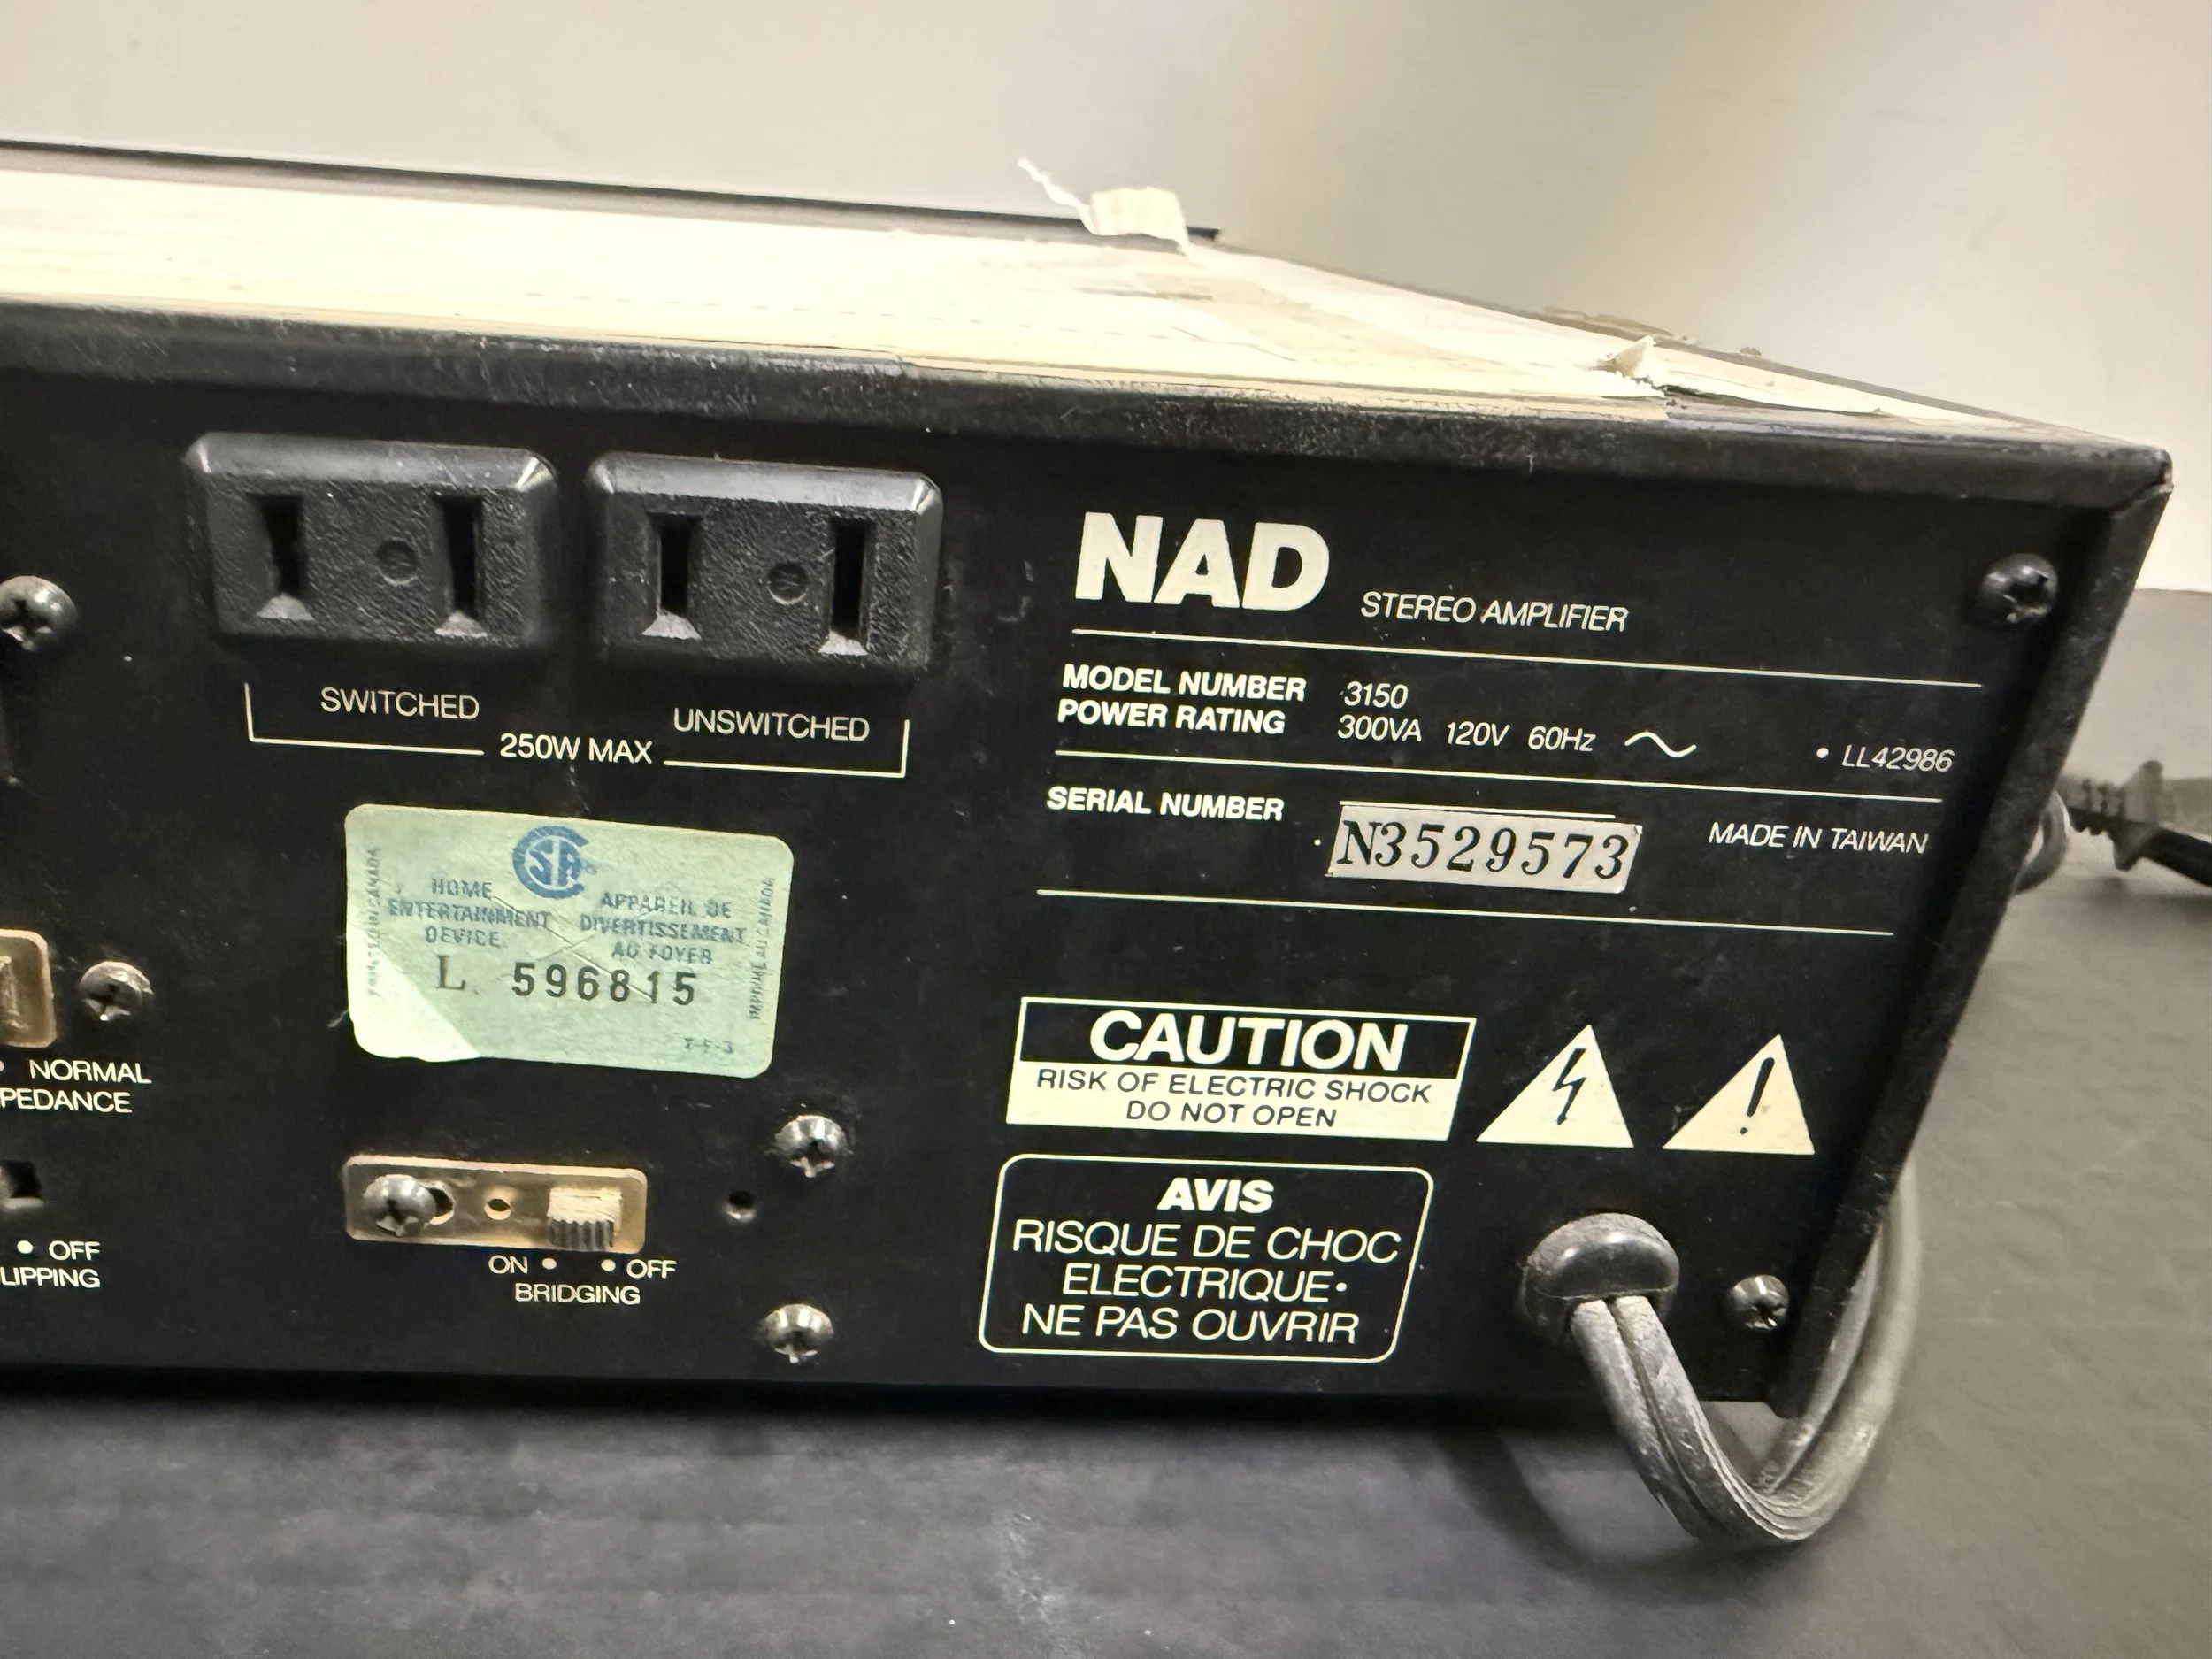 SWITCHED
UNSWITCHED
250W MAX
NAD STEREO AMPLIFIER
MODEL NUMBER 3150
POWER RATING 300VA 120V 60Hz
• LL42986
SERIAL NUMBER
N3529573
MADE IN TAIWAN
HOME
ENTERTAINMENT
DEVICE
APPAREIL DE
DIVERTISSEMENT
AU FOYER
L 596815
NORMAL
PEDANCE
OFF
LIPPING
ON • • OFF
BRIDGING
CAUTION
RISK OF ELECTRIC SHOCK
DO NOT OPEN
AVIS
RISQUE DE CHOC
ELECTRIQUE•
NE PAS OUVRIR